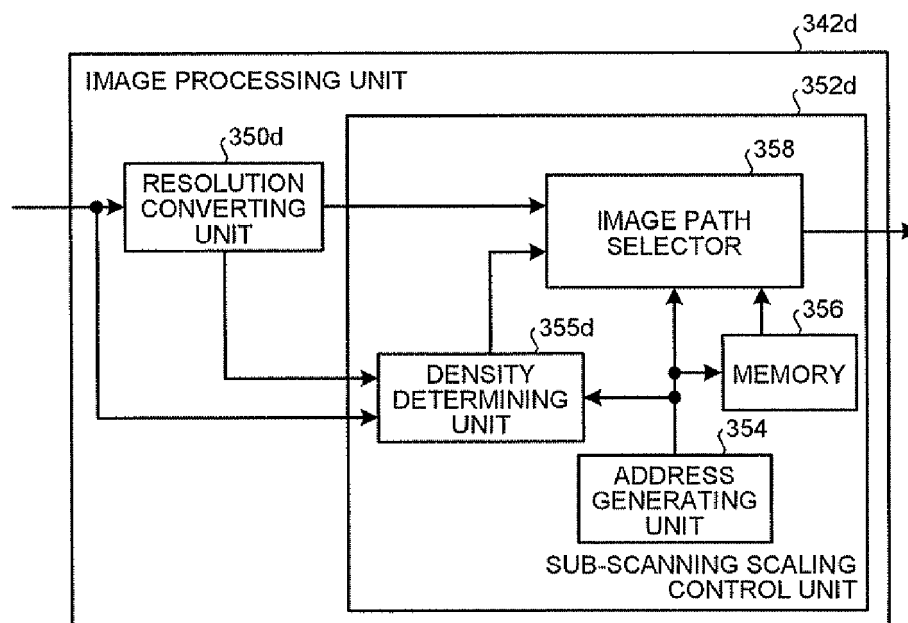 342d
IMAGE PROCESSING UNIT
352d
350d
RESOLUTION
CONVERTING
UNIT
358
IMAGE PATH
SELECTOR
355d
DENSITY
DETERMINING
UNIT
356
MEMORY
354
ADDRESS
GENERATING
UNIT
SUB-SCANNING SCALING
CONTROL UNIT